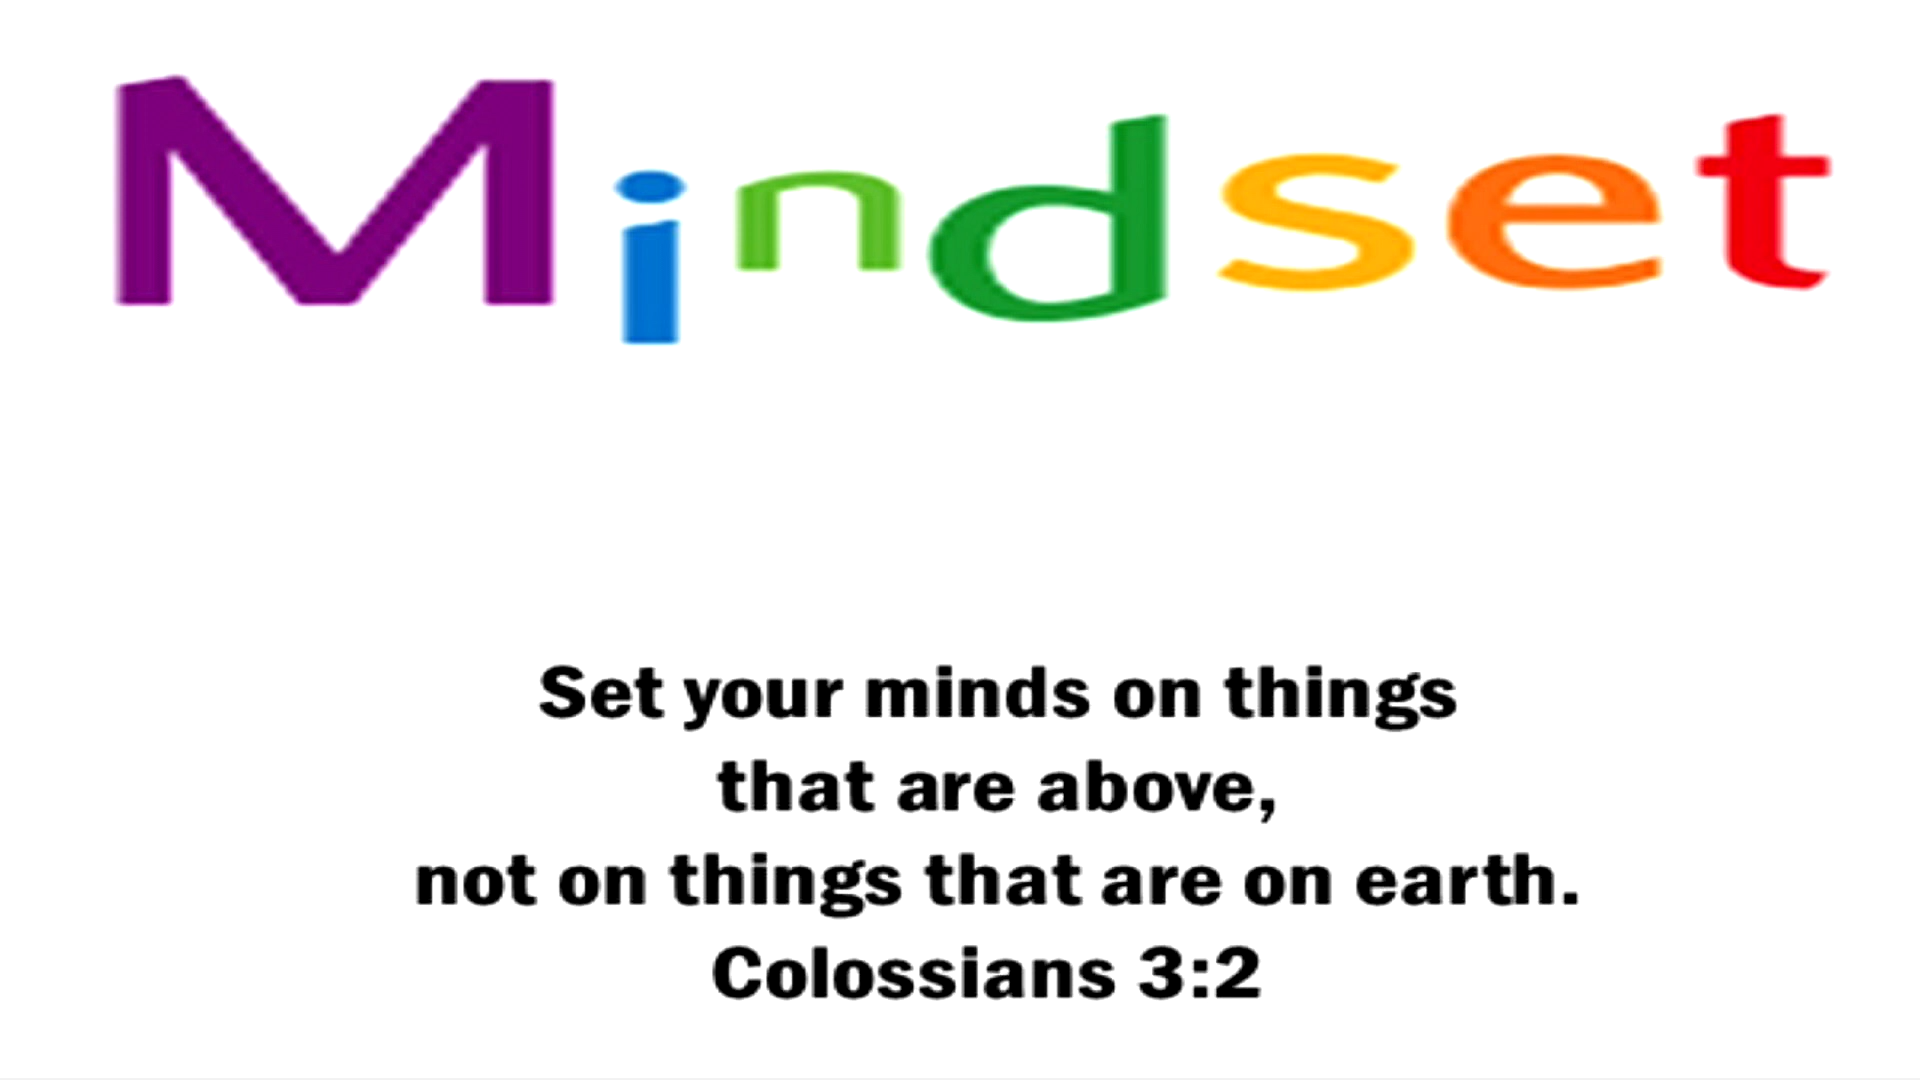 Mindset
Set your minds on things
that are above,
not on things that are on earth.
Colossians 3:2